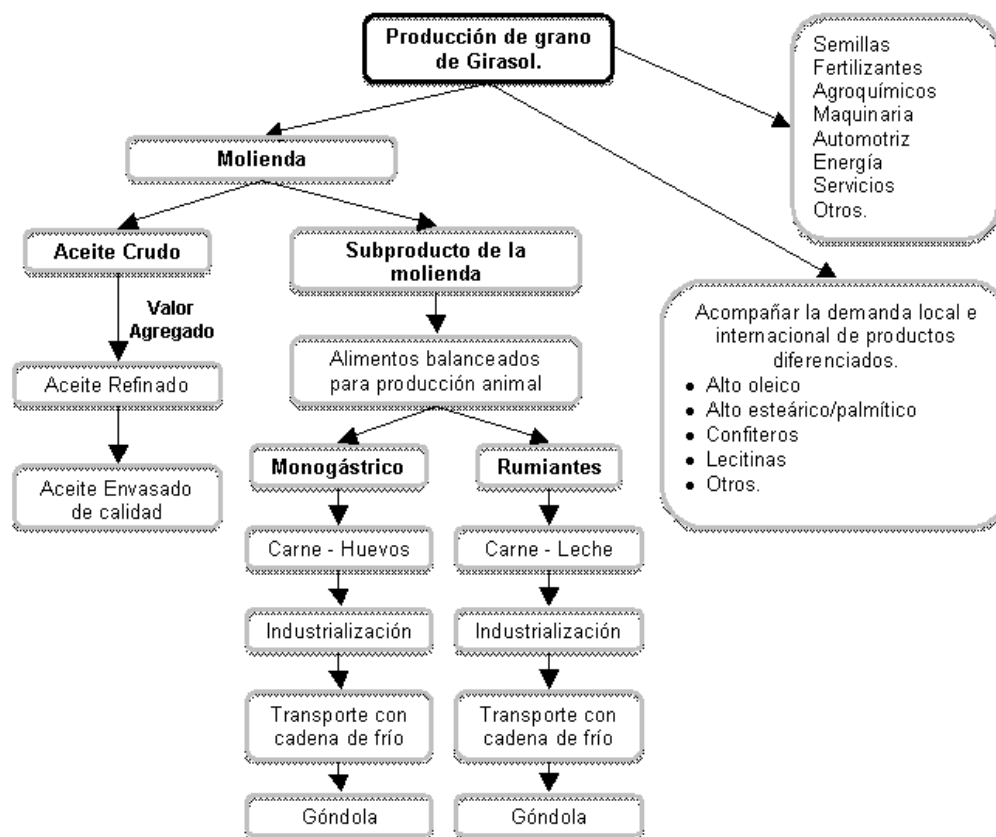 Producción de grano
de Girasol.
Semillas
Fertilizantes
Agroquímicos
Maquinaria
Automotriz
Energía
Servicios
Otros.
Molienda
Aceite Crudo
Subproducto de la
molienda
Valor
Agregado
Acompañar la demanda local e
internacional de productos
diferenciados.
● Alto oleico
● Alto esteárico/palmítico
● Confiteros
● Lecitinas
● Otros.
Aceite Refinado
Alimentos balanceados
para producción animal
Aceite Envasado
de calidad
Monogástrico
Rumiantes
Carne - Huevos
Carne - Leche
Industrialización
Industrialización
Transporte con
cadena de frío
Transporte con
cadena de frío
Góndola
Góndola